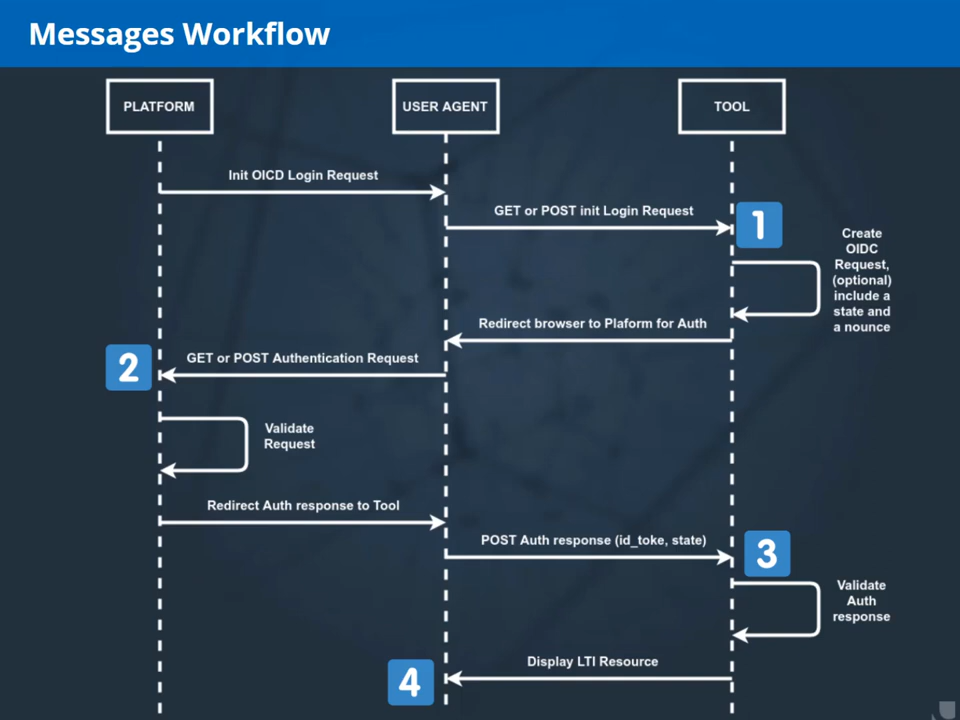 Messages Workflow
PLATFORM
USER AGENT
TOOL
Init OICD Login Request
GET or POST init Login Request
1
Create
OIDC
Request,
(optional)
include a
state and
a nounce
Redirect browser to Plaform for Auth
2
GET or POST Authentication Request
Validate
Request
Redirect Auth response to Tool
POST Auth response (id_toke, state)
3
Validate
Auth
response
Display LTI Resource
4